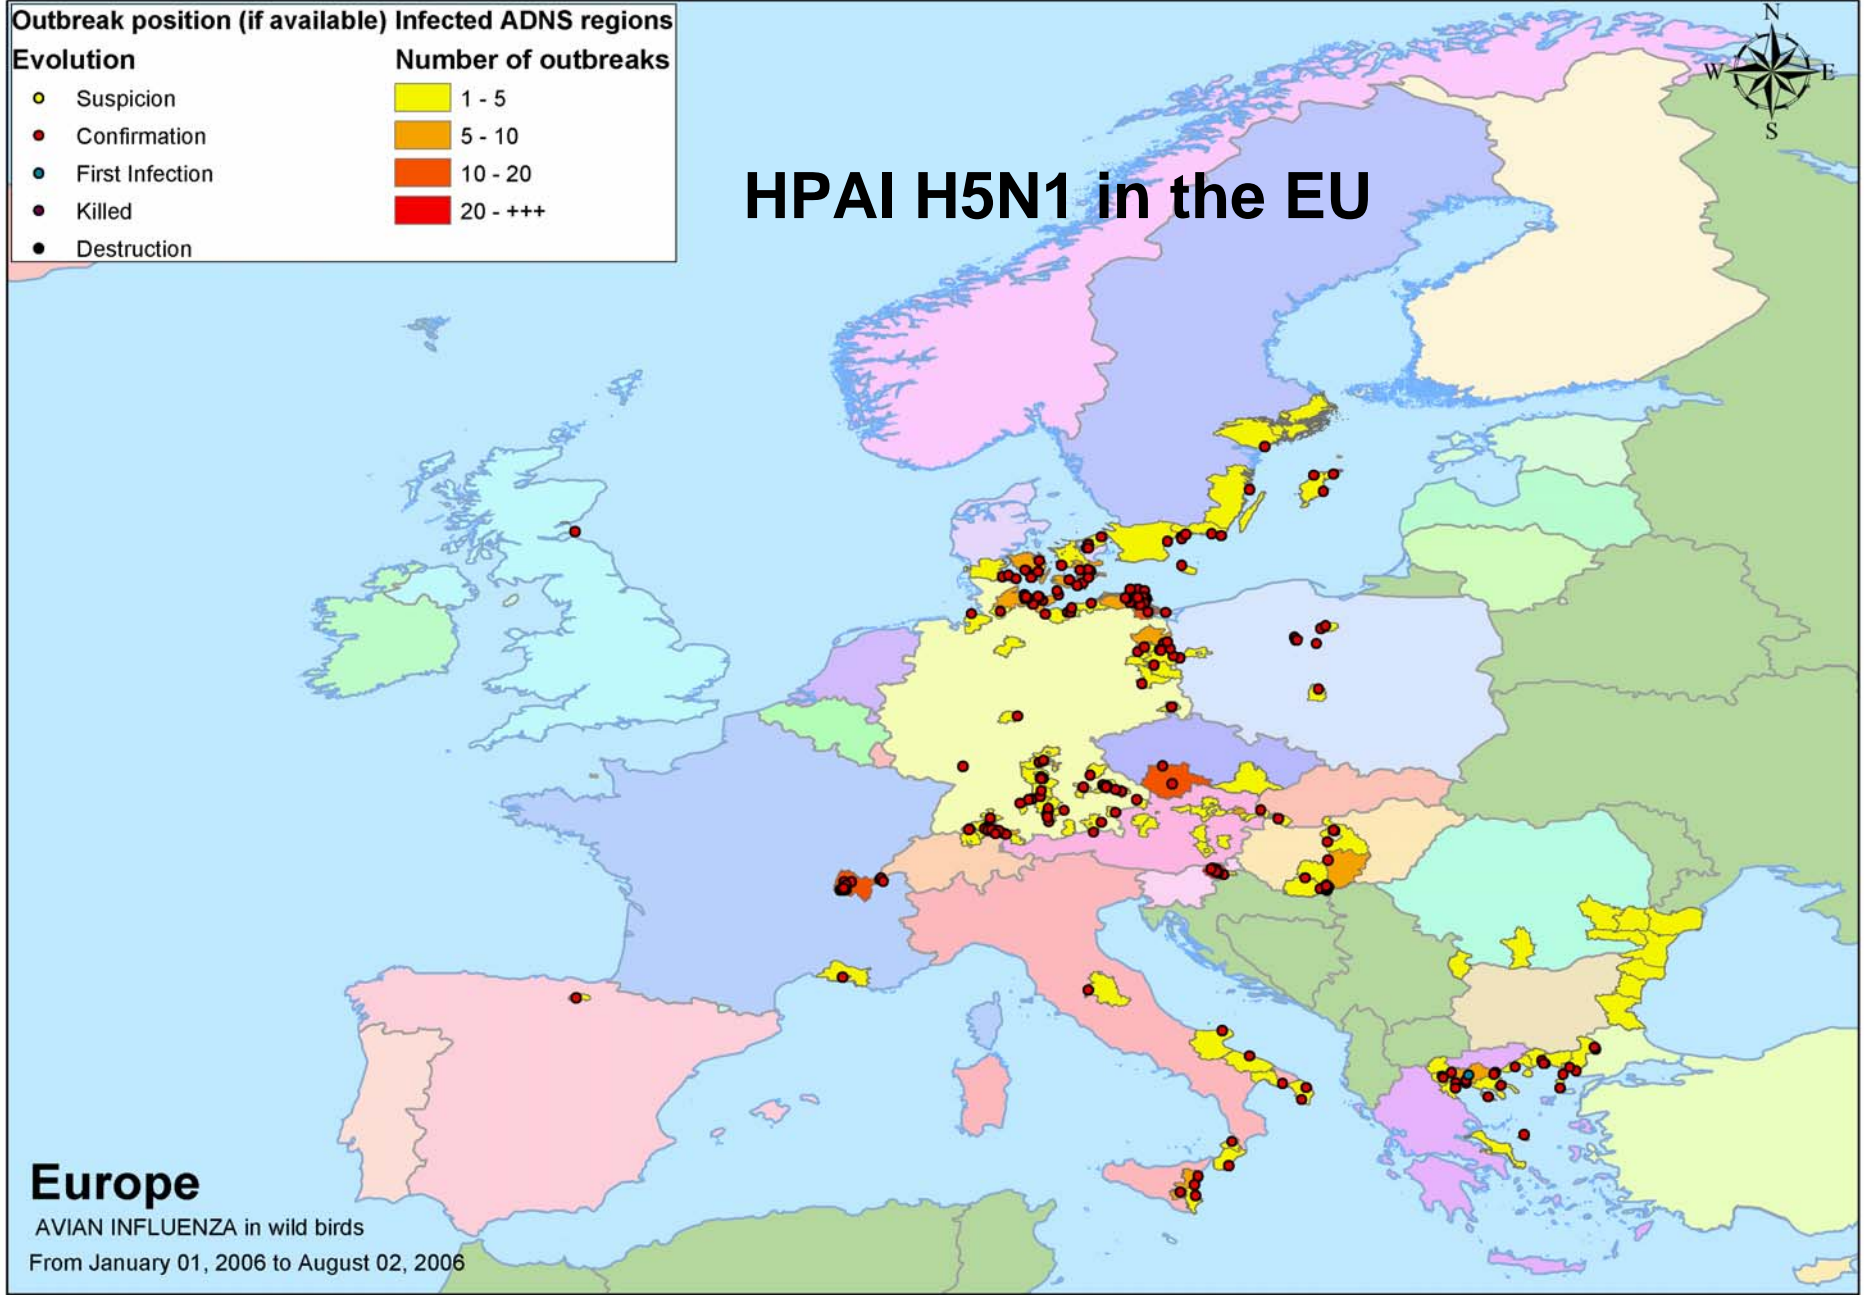 Outbreak position (if available) Infected ADNS regions
Evolution
Number of outbreaks
Suspicion
1 - 5
Confirmation
5 - 10
First Infection
10 - 20
Killed
20 - +++
Destruction
N
W
E
S
HPAI H5N1 in the EU
Europe
AVIAN INFLUENZA in wild birds
From January 01, 2006 to August 02, 2006